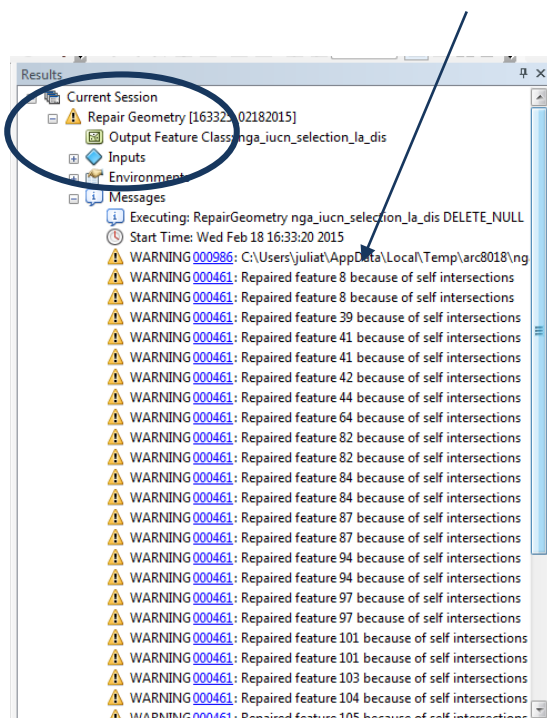 Results
Current Session
Repair Geometry [163325_02182015]
Output Feature Class: nga_iucn_selection_la_dis
Inputs
Environments
Messages
Executing: RepairGeometry nga_iucn_selection_la_dis DELETE_NULL
Start Time: Wed Feb 18 16:33:20 2015
WARNING 000986: C:\Users\juliat\AppData\Local\Temp\arc8018\ng
WARNING 000461: Repaired feature 8 because of self intersections
WARNING 000461: Repaired feature 8 because of self intersections
WARNING 000461: Repaired feature 39 because of self intersections
WARNING 000461: Repaired feature 41 because of self intersections
WARNING 000461: Repaired feature 41 because of self intersections
WARNING 000461: Repaired feature 42 because of self intersections
WARNING 000461: Repaired feature 44 because of self intersections
WARNING 000461: Repaired feature 64 because of self intersections
WARNING 000461: Repaired feature 82 because of self intersections
WARNING 000461: Repaired feature 82 because of self intersections
WARNING 000461: Repaired feature 84 because of self intersections
WARNING 000461: Repaired feature 84 because of self intersections
WARNING 000461: Repaired feature 87 because of self intersections
WARNING 000461: Repaired feature 87 because of self intersections
WARNING 000461: Repaired feature 94 because of self intersections
WARNING 000461: Repaired feature 94 because of self intersections
WARNING 000461: Repaired feature 97 because of self intersections
WARNING 000461: Repaired feature 97 because of self intersections
WARNING 000461: Repaired feature 101 because of self intersections
WARNING 000461: Repaired feature 101 because of self intersections
WARNING 000461: Repaired feature 103 because of self intersections
WARNING 000461: Repaired feature 104 because of self intersections
WARNING 000461: Repaired feature 105 because of self intersections